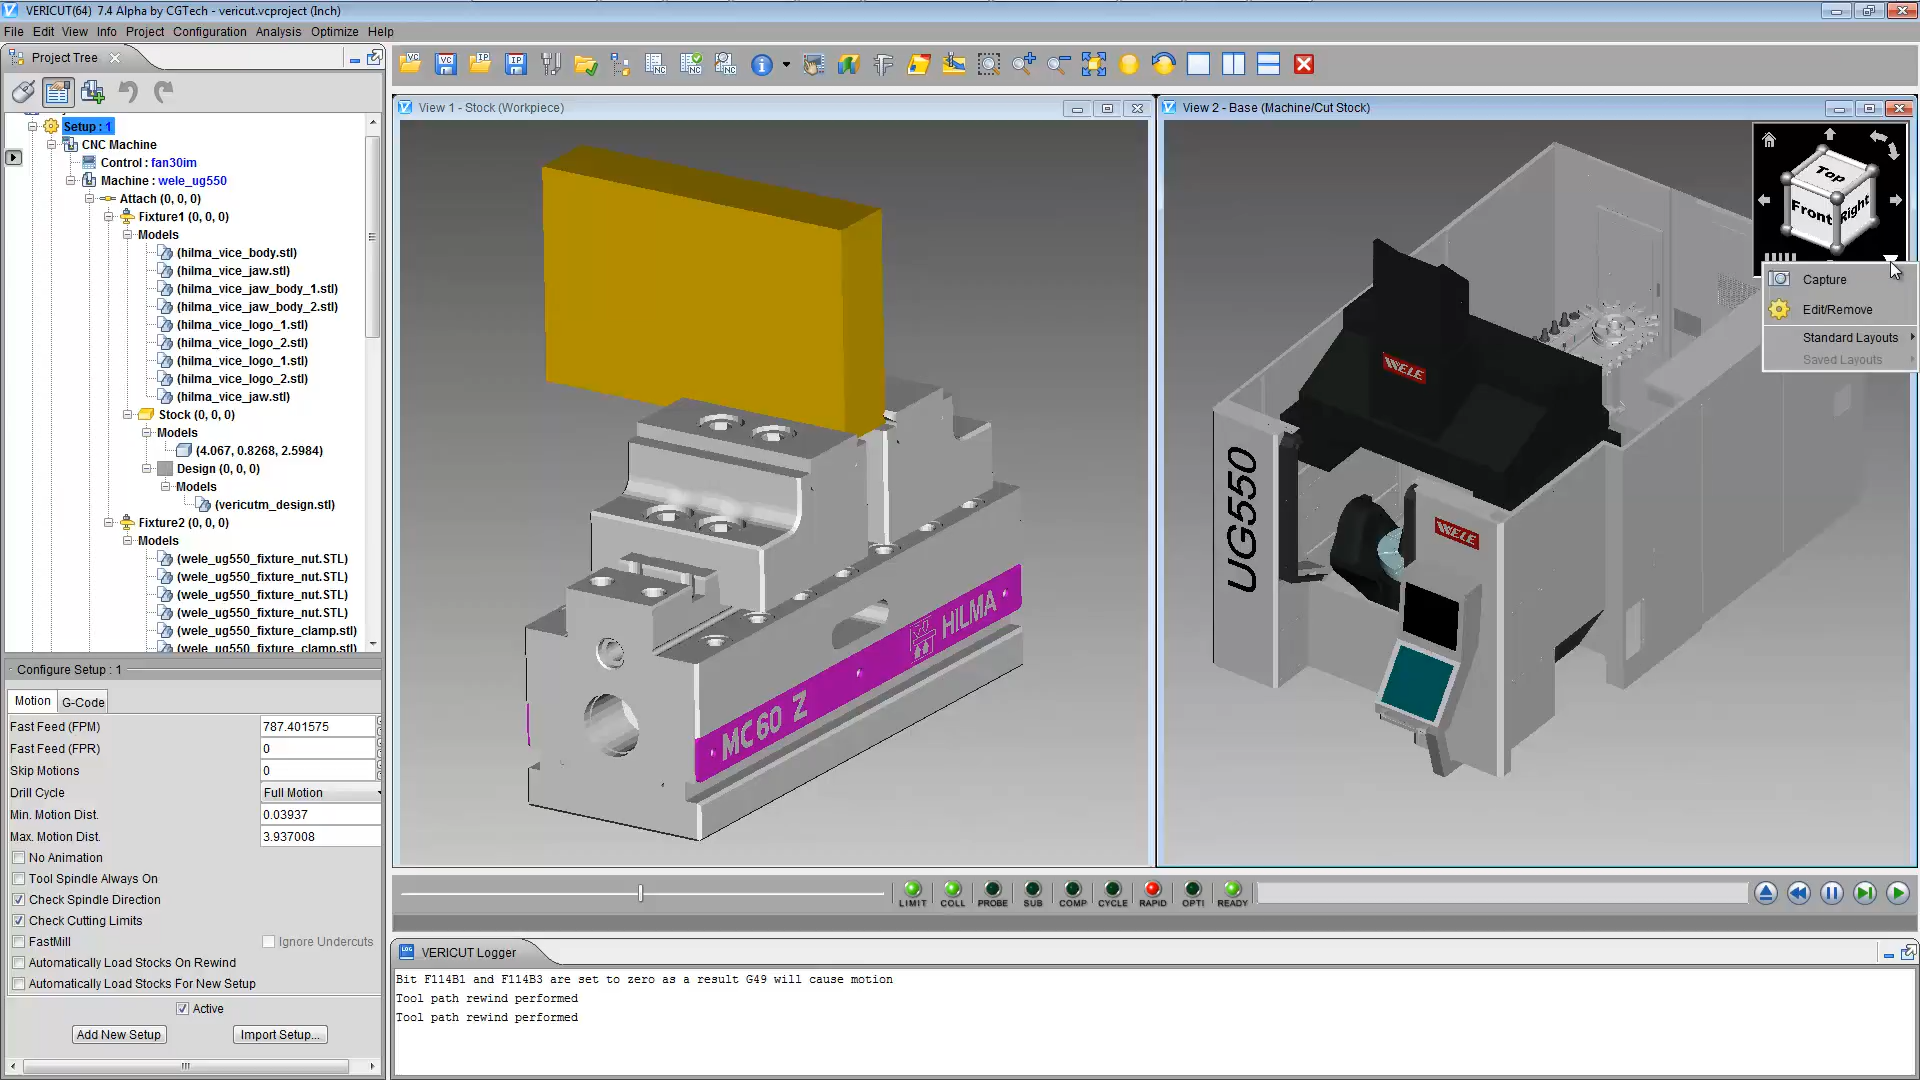 VERICUT(64) 7.4 Alpha by CGTech - vericut.vcproject (Inch)
File Edit View Info Project Configuration Analysis Optimize Help
Project Tree
Setup : 1
CNC Machine
Control : fan30im
Machine : wele_ug550
Attach (0, 0, 0)
Fixture1 (0, 0, 0)
Models
(hilma_vice_body.stl)
(hilma_vice_jaw.stl)
(hilma_vice_jaw_body_1.stl)
(hilma_vice_jaw_body_2.stl)
(hilma_vice_logo_1.stl)
(hilma_vice_logo_2.stl)
(hilma_vice_logo_1.stl)
(hilma_vice_logo_2.stl)
(hilma_vice_jaw.stl)
Stock (0, 0, 0)
Models
(4.067, 0.8268, 2.5984)
Design (0, 0, 0)
Models
(vericutm_design.stl)
Fixture2 (0, 0, 0)
Models
(wele_ug550_fixture_nut.STL)
(wele_ug550_fixture_nut.STL)
(wele_ug550_fixture_nut.STL)
(wele_ug550_fixture_nut.STL)
(wele_ug550_fixture_clamp.stl)
(wele_ug550_fixture_clamp.stl)
Configure Setup : 1
Motion G-Code
Fast Feed (FPM) 787.401575
Fast Feed (FPR) 0
Skip Motions 0
Drill Cycle Full Motion
Min. Motion Dist. 0.03937
Max. Motion Dist. 3.937008
No Animation
Tool Spindle Always On
Check Spindle Direction
Check Cutting Limits
FastMill Ignore Undercuts
Automatically Load Stocks On Rewind
Automatically Load Stocks For New Setup
Active
Add New Setup Import Setup...
View 1 - Stock (Workpiece)
MC60 Z HILMA
View 2 - Base (Machine/Cut Stock)
Top
Front Right
Capture
Edit/Remove
Standard Layouts
Saved Layouts
WELE
UG550
WELE
LIMIT COLL PROBE SUB COMP CYCLE RAPID OPTI READY
VERICUT Logger
Bit F114B1 and F114B3 are set to zero as a result G49 will cause motion
Tool path rewind performed
Tool path rewind performed